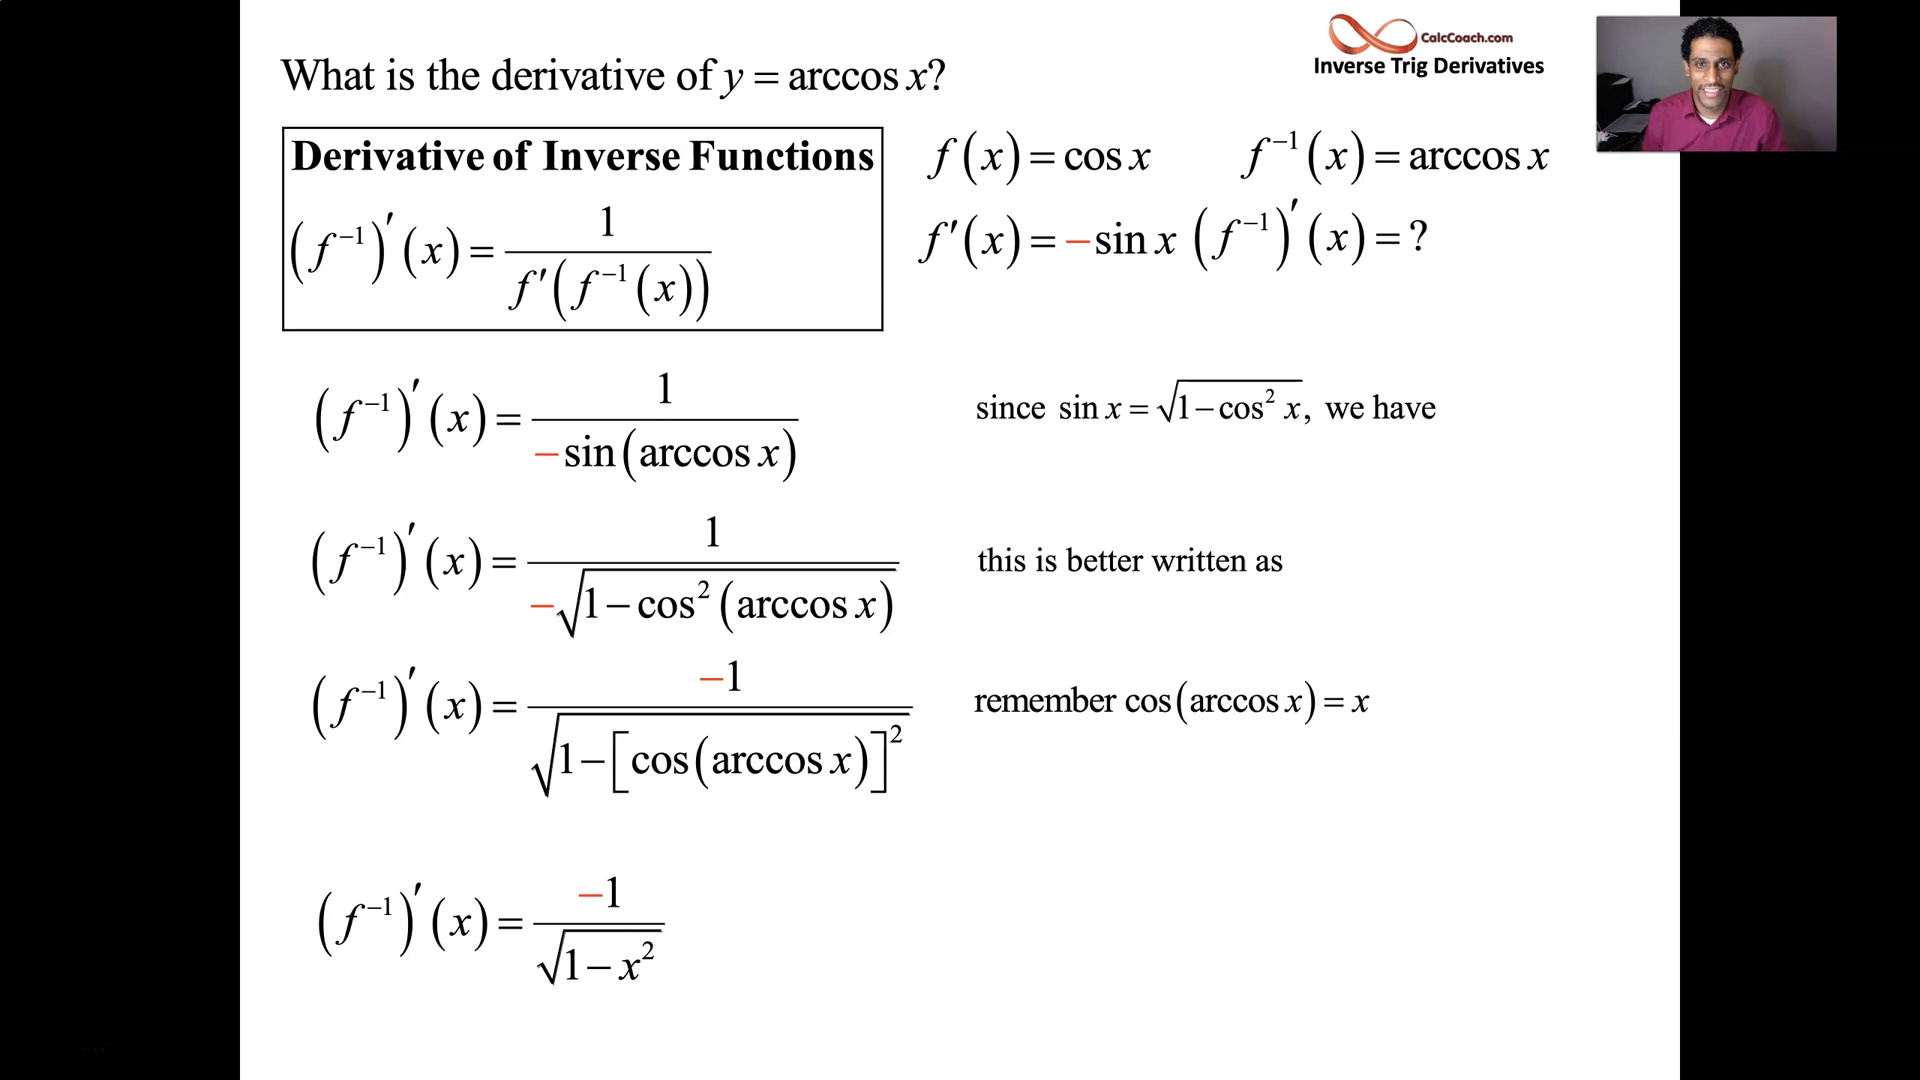 CalcCoach.com
Inverse Trig Derivatives
What is the derivative of y = arccos x?
Derivative of Inverse Functions
(f⁻¹)′(x) = 1 / f′(f⁻¹(x))
f(x) = cos x    f⁻¹(x) = arccos x
f′(x) = −sin x  (f⁻¹)′(x) = ?
(f⁻¹)′(x) = 1 / −sin(arccos x)
since sin x = √(1 − cos² x), we have
(f⁻¹)′(x) = 1 / −√(1 − cos²(arccos x))
this is better written as
(f⁻¹)′(x) = −1 / √(1 − [cos(arccos x)]²)
remember cos(arccos x) = x
(f⁻¹)′(x) = −1 / √(1 − x²)